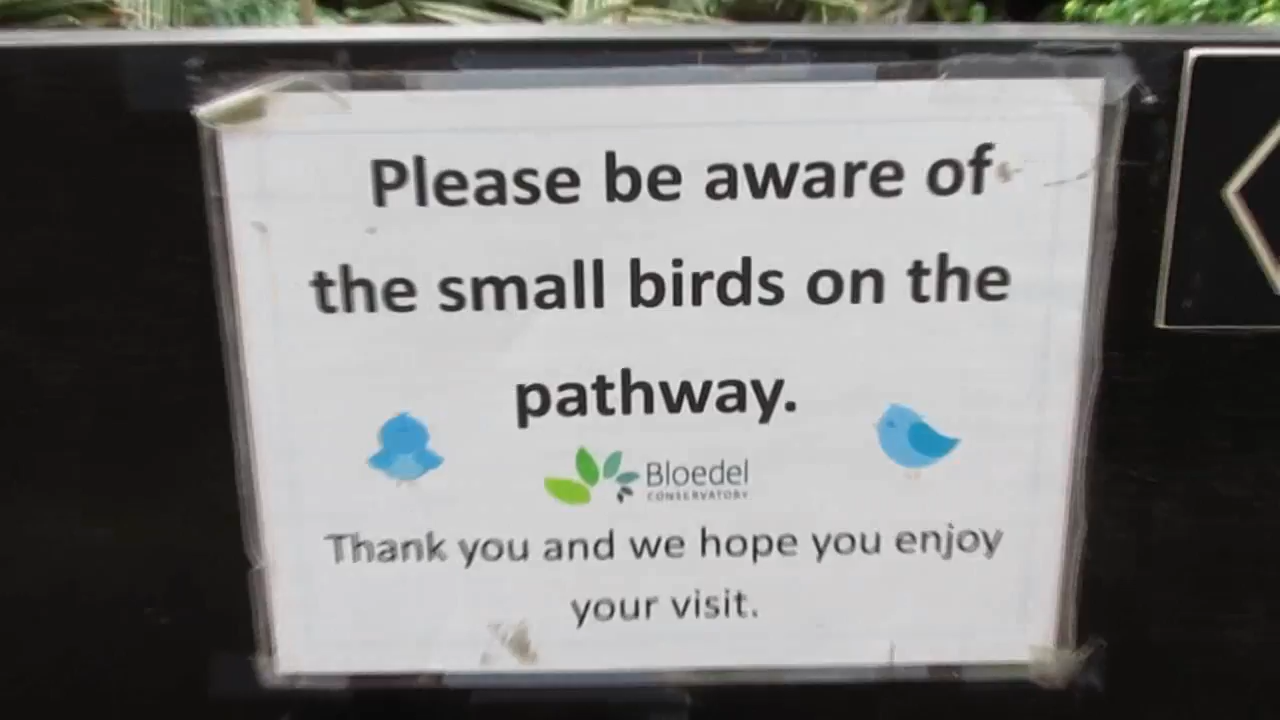 Please be aware of
the small birds on the
pathway.
Bloedel
CONSERVATORY
Thank you and we hope you enjoy
your visit.